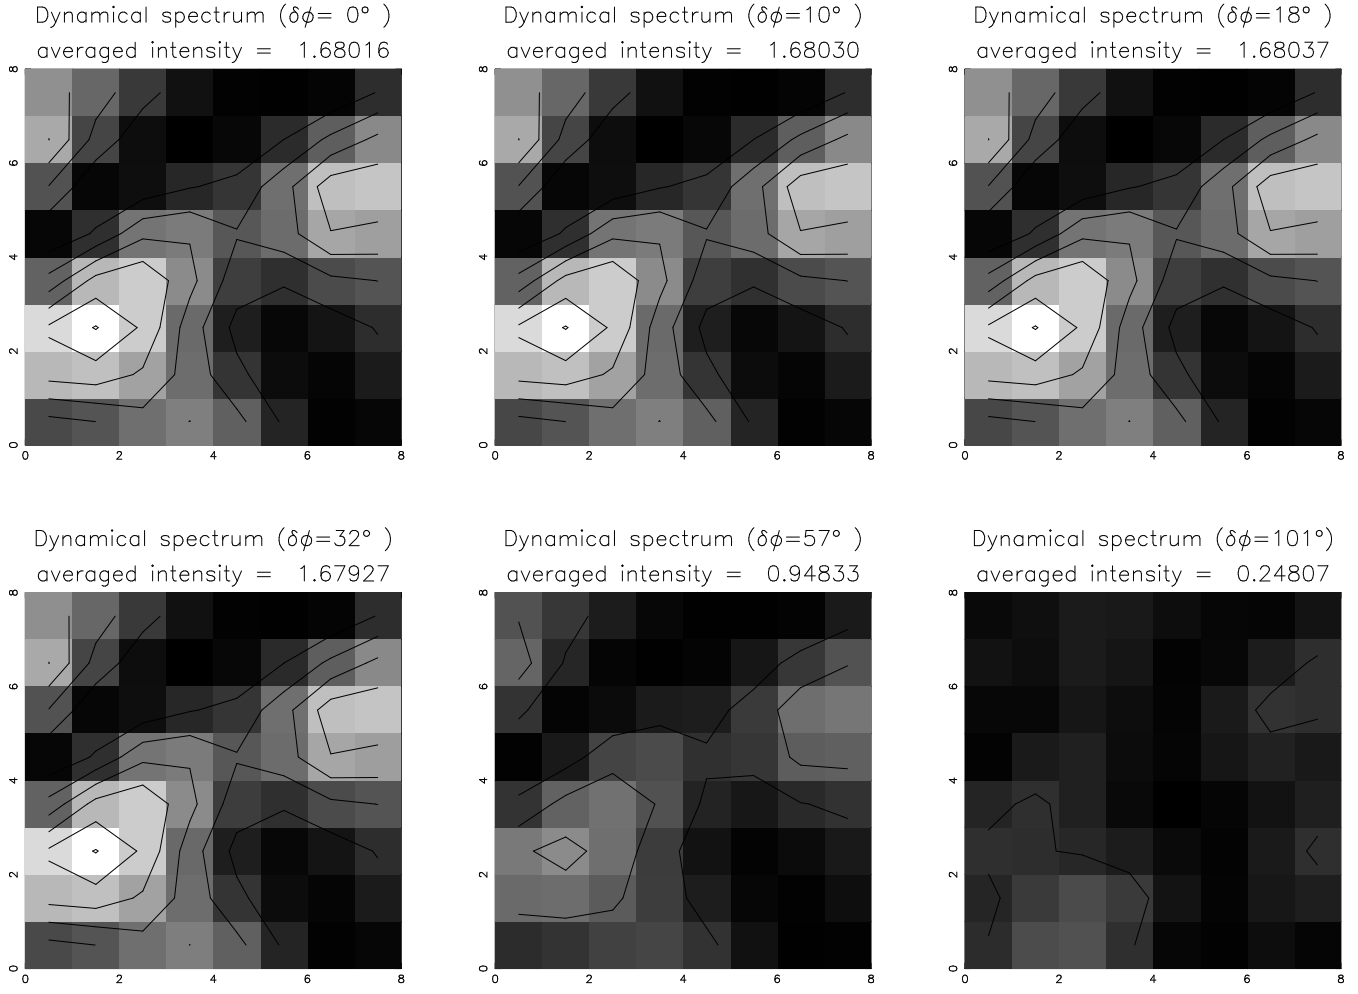 Dynamical spectrum (δϕ= 0° )
averaged intensity = 1.68016
8
6
4
2
0
0 2 4 6 8
Dynamical spectrum (δϕ=10° )
averaged intensity = 1.68030
8
6
4
2
0
0 2 4 6 8
Dynamical spectrum (δϕ=18° )
averaged intensity = 1.68037
8
6
4
2
0
0 2 4 6 8
Dynamical spectrum (δϕ=32° )
averaged intensity = 1.67927
8
6
4
2
0
0 2 4 6 8
Dynamical spectrum (δϕ=57° )
averaged intensity = 0.94833
8
6
4
2
0
0 2 4 6 8
Dynamical spectrum (δϕ=101°)
averaged intensity = 0.24807
8
6
4
2
0
0 2 4 6 8